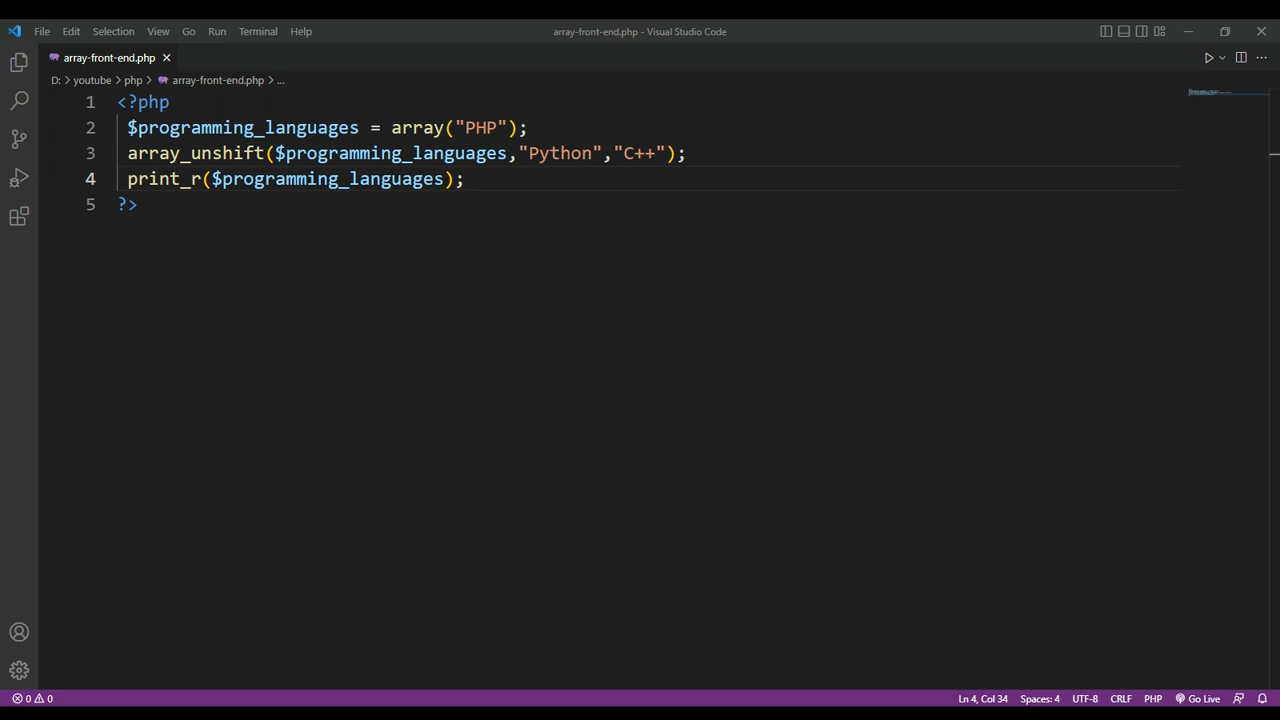 File Edit Selection View Go Run Terminal Help array-front-end.php - Visual Studio Code
array-front-end.php
D: > youtube > php > array-front-end.php > ...
1 <?php
2 $programming_languages = array("PHP");
3 array_unshift($programming_languages,"Python","C++");
4 print_r($programming_languages);
5 ?>
0 0 Ln 4, Col 34 Spaces: 4 UTF-8 CRLF PHP Go Live